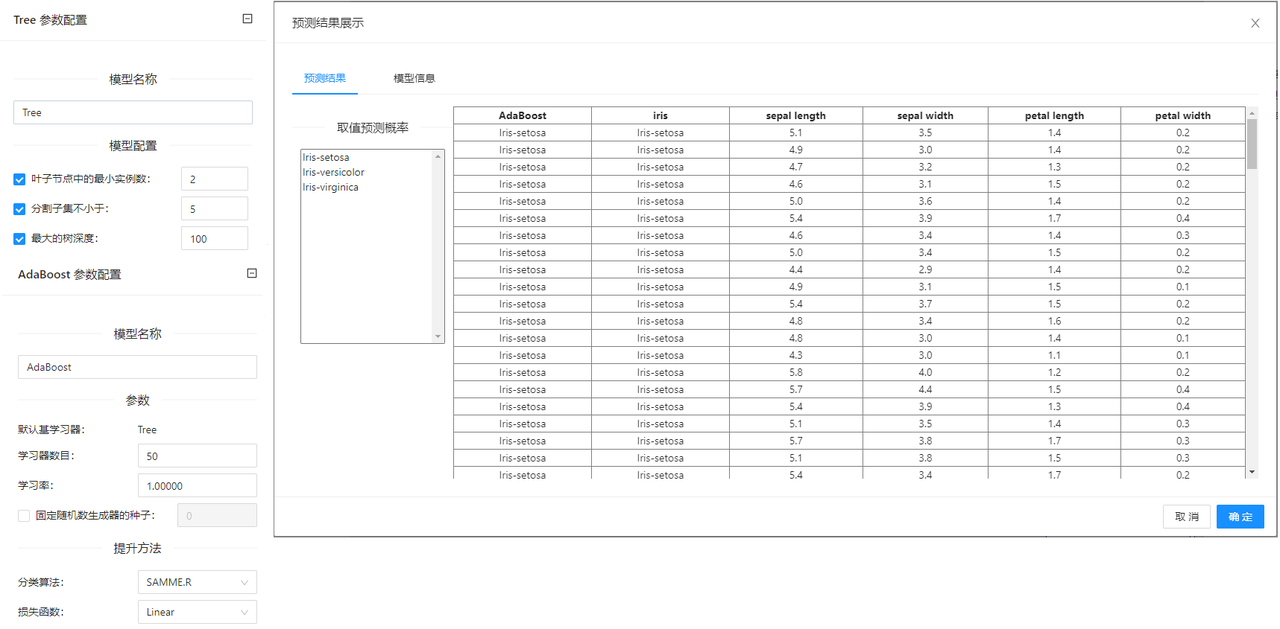 Tree 参数配置
模型名称
Tree
模型配置
叶子节点中的最小实例数:
2
分割子集不小于:
5
最大的树深度:
100
AdaBoost 参数配置
模型名称
AdaBoost
参数
默认基学习器:
Tree
学习器数目:
50
学习率:
1.00000
固定随机数生成器的种子:
0
提升方法
分类算法:
SAMME.R
损失函数:
Linear
预测结果展示
预测结果 模型信息
取值预测概率
Iris-setosa
Iris-versicolor
Iris-virginica
AdaBoost iris sepal length sepal width petal length petal width
Iris-setosa Iris-setosa 5.1 3.5 1.4 0.2
Iris-setosa Iris-setosa 4.9 3.0 1.4 0.2
Iris-setosa Iris-setosa 4.7 3.2 1.3 0.2
Iris-setosa Iris-setosa 4.6 3.1 1.5 0.2
Iris-setosa Iris-setosa 5.0 3.6 1.4 0.2
Iris-setosa Iris-setosa 5.4 3.9 1.7 0.4
Iris-setosa Iris-setosa 4.6 3.4 1.4 0.3
Iris-setosa Iris-setosa 5.0 3.4 1.5 0.2
Iris-setosa Iris-setosa 4.4 2.9 1.4 0.2
Iris-setosa Iris-setosa 4.9 3.1 1.5 0.1
Iris-setosa Iris-setosa 5.4 3.7 1.5 0.2
Iris-setosa Iris-setosa 4.8 3.4 1.6 0.2
Iris-setosa Iris-setosa 4.8 3.0 1.4 0.1
Iris-setosa Iris-setosa 4.3 3.0 1.1 0.1
Iris-setosa Iris-setosa 5.8 4.0 1.2 0.2
Iris-setosa Iris-setosa 5.7 4.4 1.5 0.4
Iris-setosa Iris-setosa 5.4 3.9 1.3 0.4
Iris-setosa Iris-setosa 5.1 3.5 1.4 0.3
Iris-setosa Iris-setosa 5.7 3.8 1.7 0.3
Iris-setosa Iris-setosa 5.1 3.8 1.5 0.3
Iris-setosa Iris-setosa 5.4 3.4 1.7 0.2
取消 确定